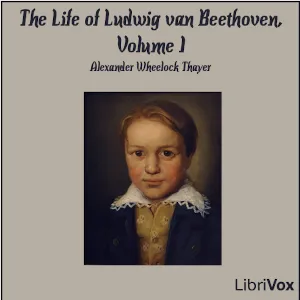 The Life of Ludwig van Beethoven,
Volume 1
Alexander Wheelock Thayer
LibriVox